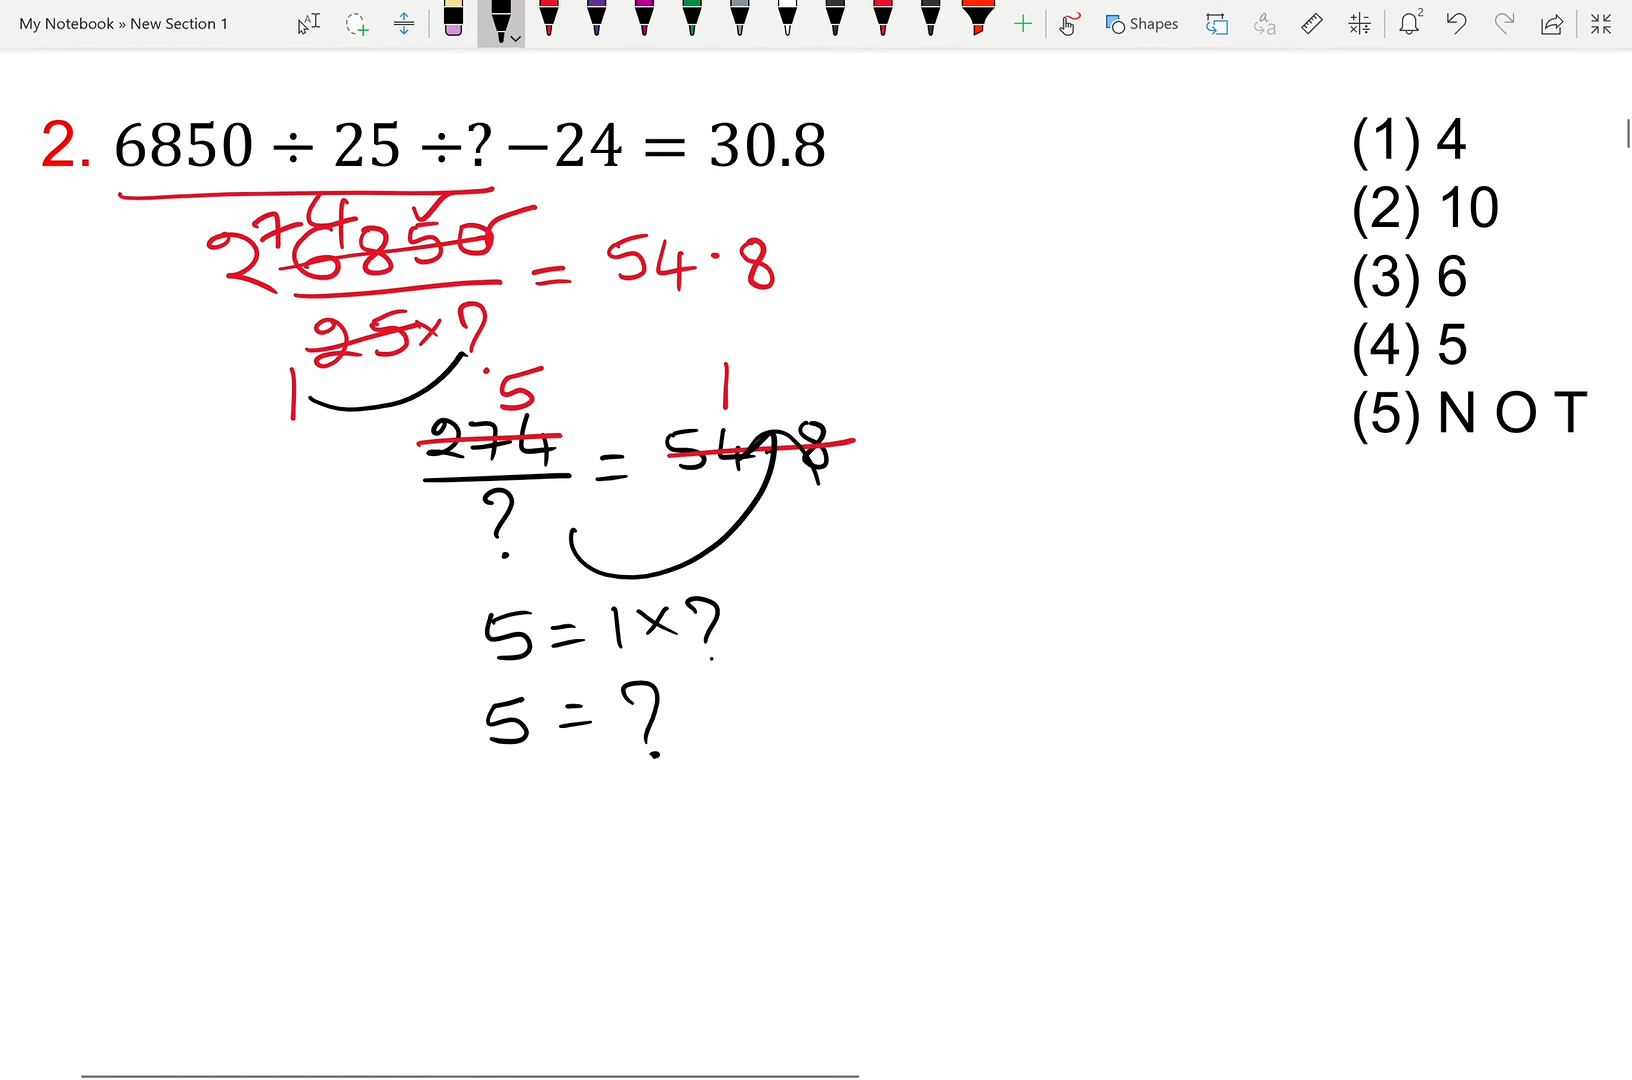 My Notebook » New Section 1
Shapes
2
2. 6850 ÷ 25 ÷? −24 = 30.8
(1) 4
(2) 10
(3) 6
(4) 5
(5) N O T
274
6850 = 54.8
25×?
1
5 1
274 = 54.8
?
5 = 1×?
5 = ?